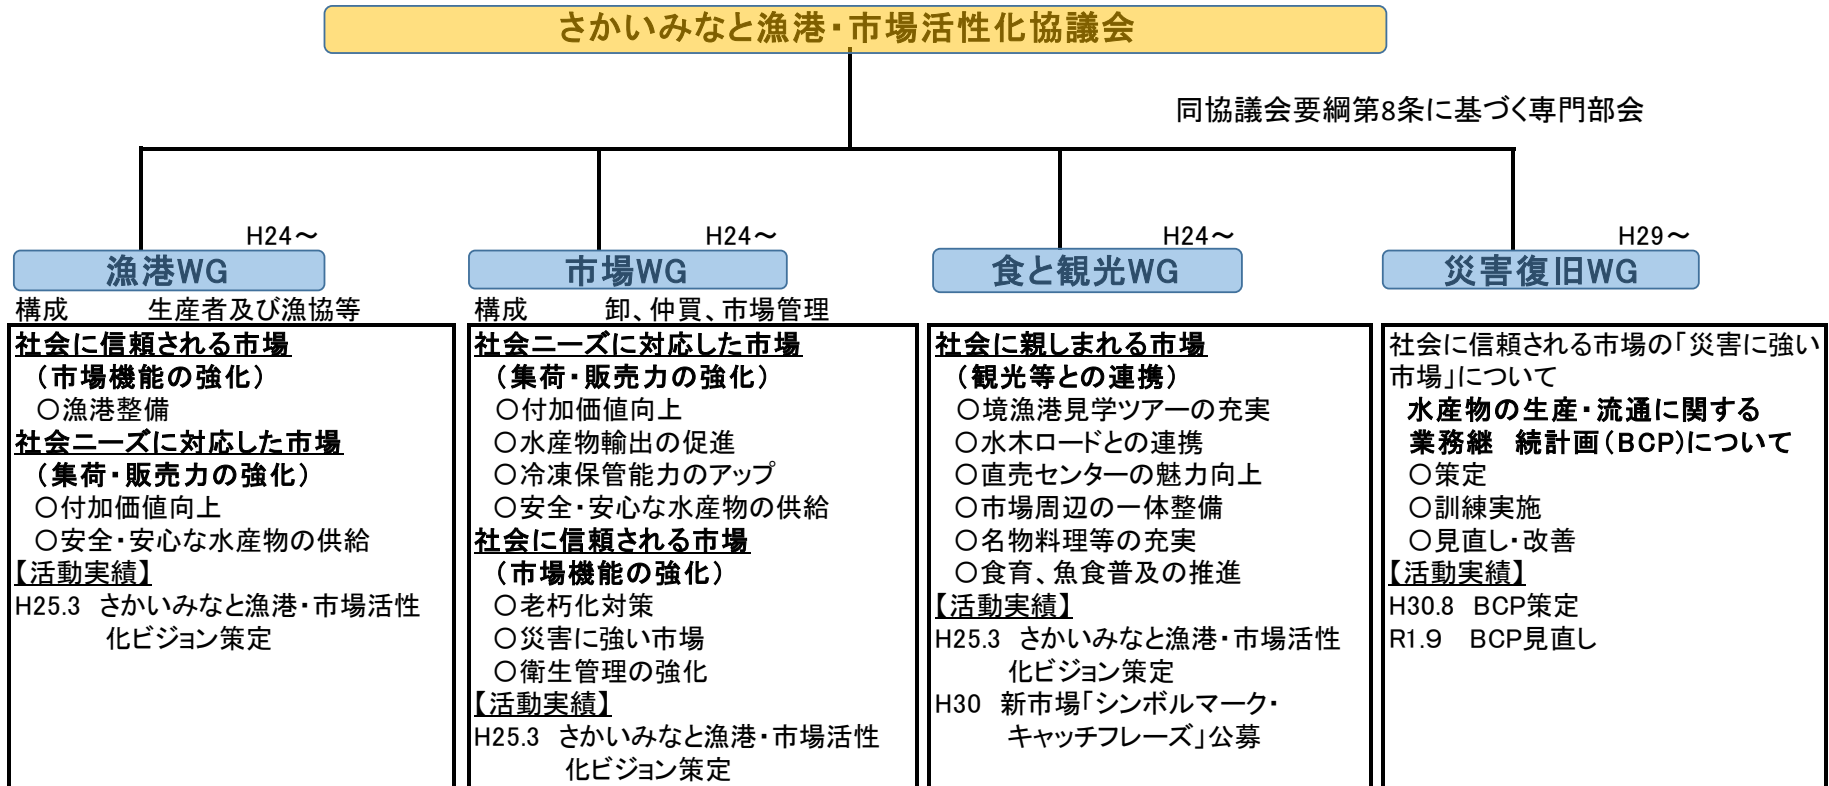 さかいみなと漁港・市場活性化協議会
同協議会要綱第8条に基づく専門部会
H24～
漁港WG
構成　　　生産者及び漁協等
社会に信頼される市場
（市場機能の強化）
○漁港整備
社会ニーズに対応した市場
（集荷・販売力の強化）
○付加価値向上
○安全・安心な水産物の供給
【活動実績】
H25.3　さかいみなと漁港・市場活性
化ビジョン策定
H24～
市場WG
構成　　　卸、仲買、市場管理
社会ニーズに対応した市場
（集荷・販売力の強化）
○付加価値向上
○水産物輸出の促進
○冷凍保管能力のアップ
○安全・安心な水産物の供給
社会に信頼される市場
（市場機能の強化）
○老朽化対策
○災害に強い市場
○衛生管理の強化
【活動実績】
H25.3　さかいみなと漁港・市場活性
化ビジョン策定
H24～
食と観光WG
社会に親しまれる市場
（観光等との連携）
○境漁港見学ツアーの充実
○水木ロードとの連携
○直売センターの魅力向上
○市場周辺の一体整備
○名物料理等の充実
○食育、魚食普及の推進
【活動実績】
H25.3　さかいみなと漁港・市場活性
化ビジョン策定
H30　新市場「シンボルマーク・
キャッチフレーズ」公募
H29～
災害復旧WG
社会に信頼される市場の「災害に強い
市場」について
水産物の生産・流通に関する
業務継　続計画（BCP)について
○策定
○訓練実施
○見直し・改善
【活動実績】
H30.8　BCP策定
R1.9　BCP見直し